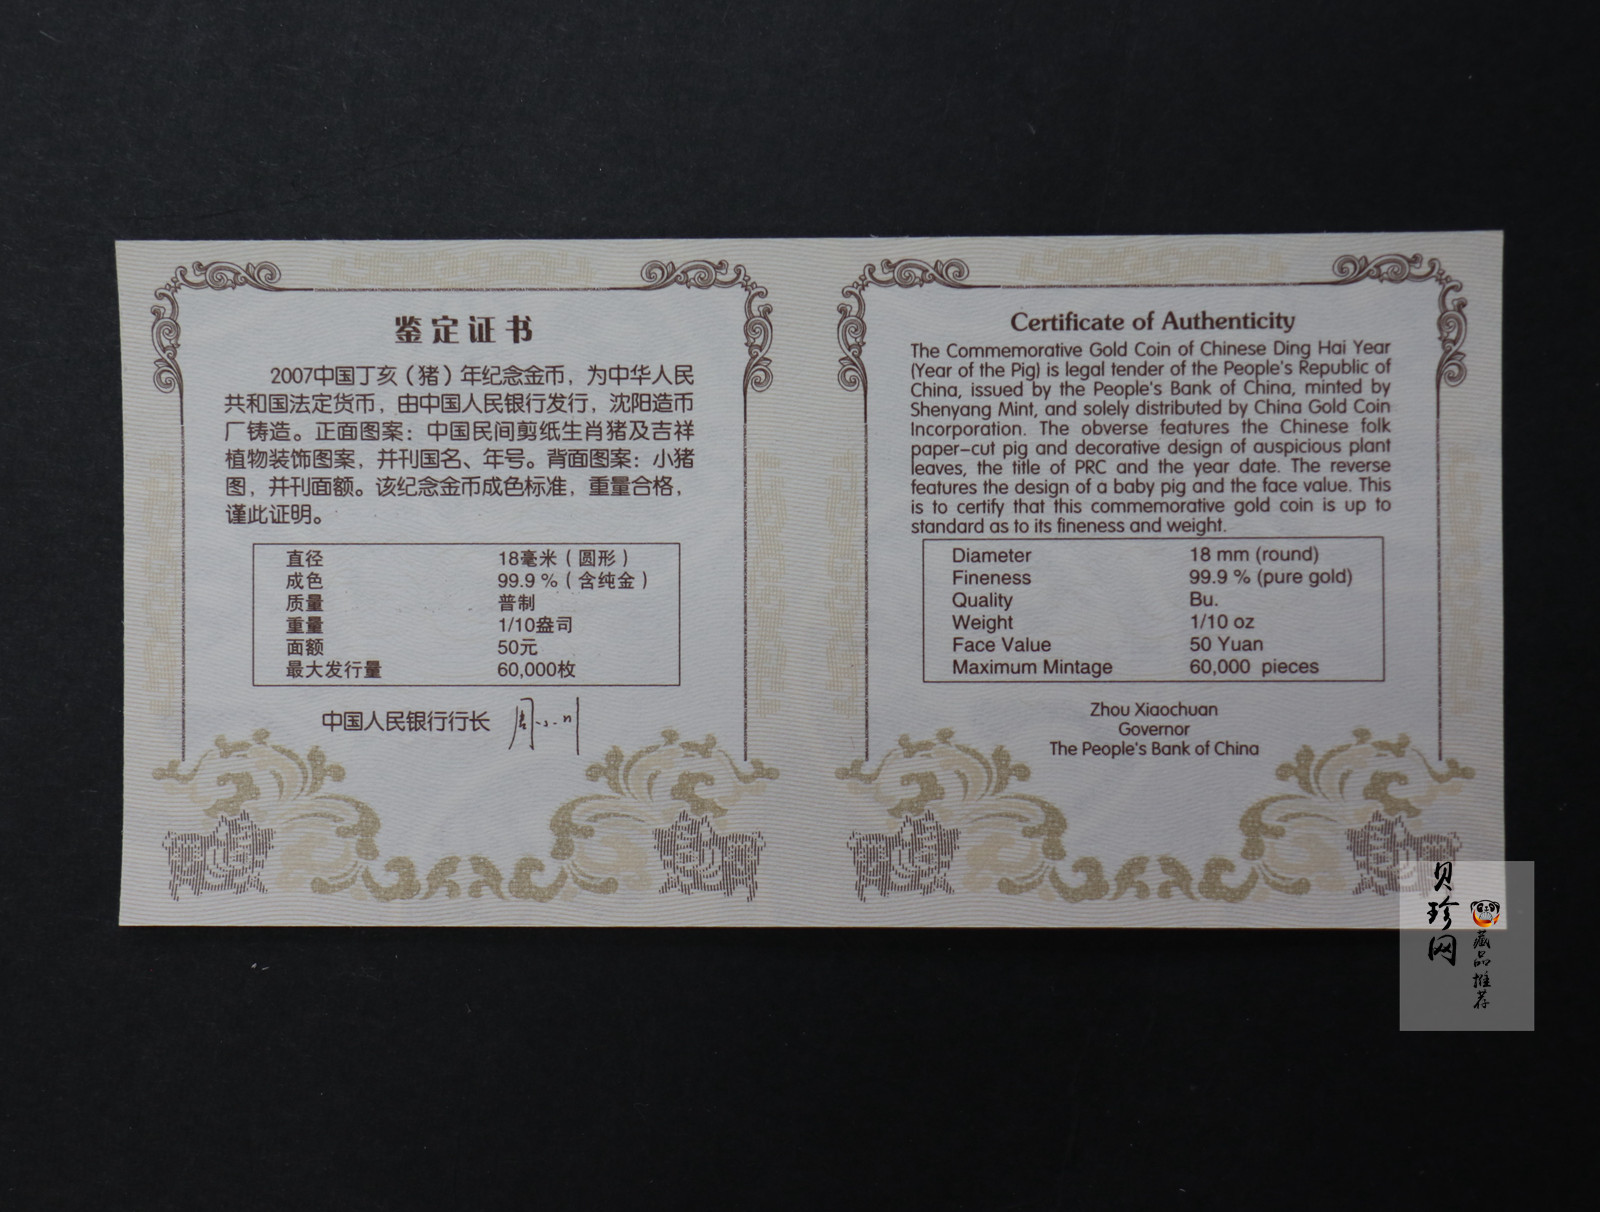 鉴定证书
2007中国丁亥（猪）年纪念金币，为中华人民
共和国法定货币，由中国人民银行发行，沈阳造币
厂铸造。正面图案：中国民间剪纸生肖猪及吉祥
植物装饰图案，并刊国名、年号。背面图案：小猪
图，并刊面额。该纪念金币成色标准，重量合格，
谨此证明。
直径 18毫米（圆形）
成色 99.9 %（含纯金）
质量 普制
重量 1/10盎司
面额 50元
最大发行量 60,000枚
中国人民银行行长 周小川
Certificate of Authenticity
The Commemorative Gold Coin of Chinese Ding Hai Year
(Year of the Pig) is legal tender of the People's Republic of
China, issued by the People's Bank of China, minted by
Shenyang Mint, and solely distributed by China Gold Coin
Incorporation. The obverse features the Chinese folk
paper-cut pig and decorative design of auspicious plant
leaves, the title of PRC and the year date. The reverse
features the design of a baby pig and the face value. This
is to certify that this commemorative gold coin is up to
standard as to its fineness and weight.
Diameter 18 mm (round)
Fineness 99.9 % (pure gold)
Quality Bu.
Weight 1/10 oz
Face Value 50 Yuan
Maximum Mintage 60,000 pieces
Zhou Xiaochuan
Governor
The People's Bank of China
贝珍网
藏品推荐